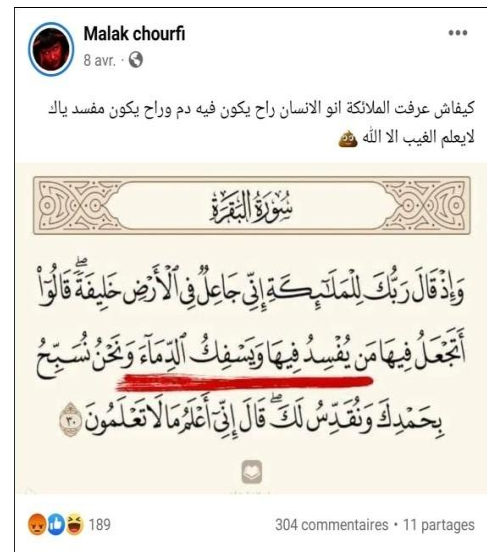 Malak chourfi
8 avr.
كيفاش عرفت الملائكة انو الانسان راح يكون فيه دم وراح يكون مفسد ياك
لايعلم الغيب الا الله 💩
سُورَةُ البَقَرَةِ
وَإِذْ قَالَ رَبُّكَ لِلْمَلَٰٓئِكَةِ إِنِّي جَاعِلٌ فِي ٱلْأَرْضِ خَلِيفَةً ۖ قَالُوٓا۟
أَتَجْعَلُ فِيهَا مَن يُفْسِدُ فِيهَا وَيَسْفِكُ ٱلدِّمَآءَ وَنَحْنُ نُسَبِّحُ
بِحَمْدِكَ وَنُقَدِّسُ لَكَ ۖ قَالَ إِنِّيٓ أَعْلَمُ مَا لَا تَعْلَمُونَ ٣٠
189
304 commentaires • 11 partages